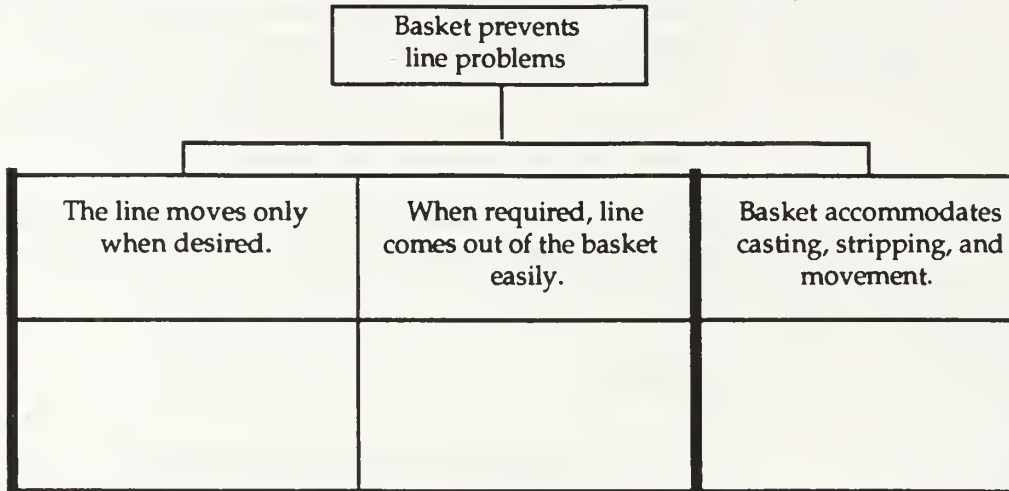 Basket prevents
line problems
The line moves only
when desired.
When required, line
comes out of the basket
easily.
Basket accommodates
casting, stripping, and
movement.